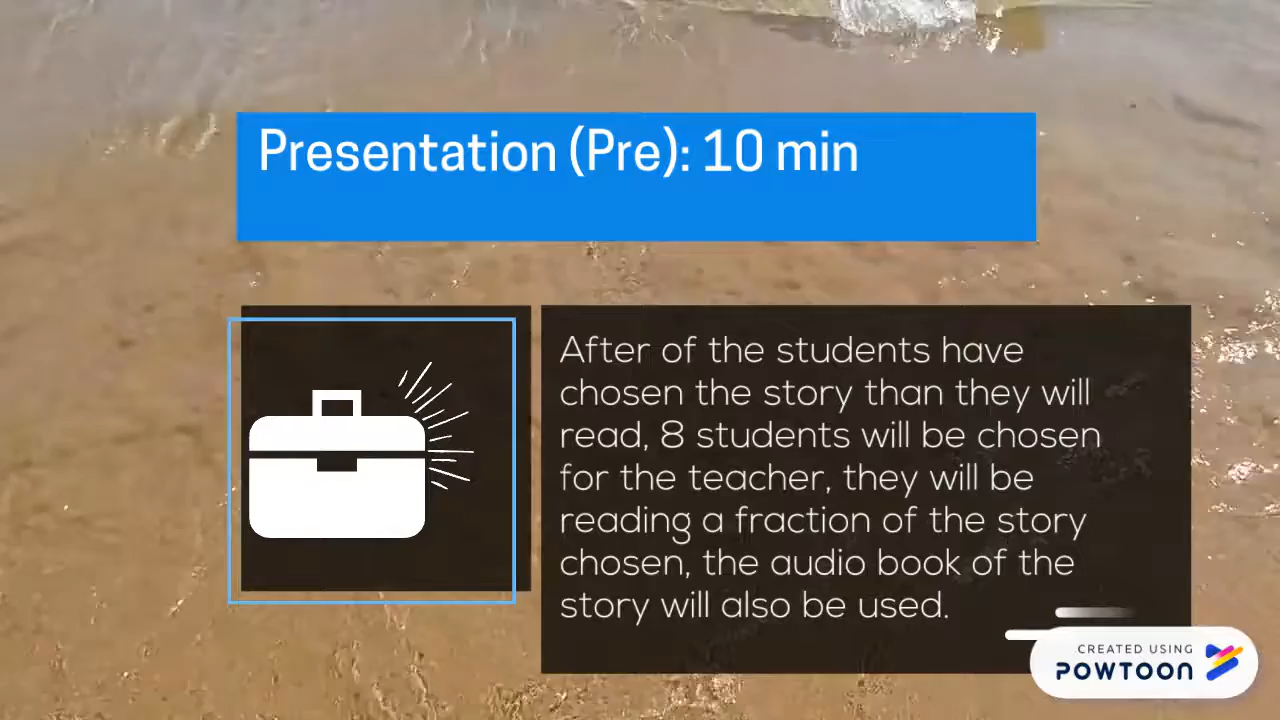 Presentation (Pre): 10 min
After of the students have
chosen the story than they will
read, 8 students will be chosen
for the teacher, they will be
reading a fraction of the story
chosen, the audio book of the
story will also be used.
CREATED USING
POWTOON